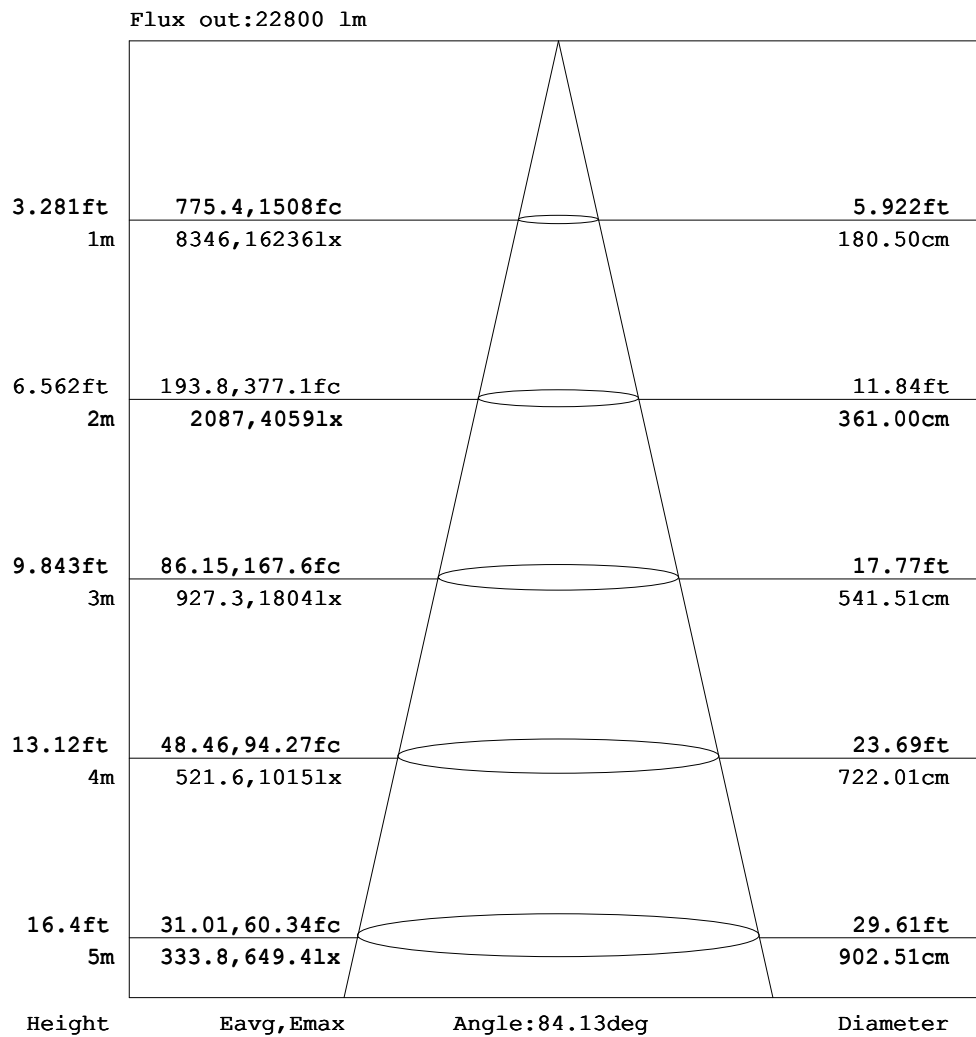 Flux out:22800 lm
3.281ft 775.4,1508fc 5.922ft
1m 8346,16236lx 180.50cm
6.562ft 193.8,377.1fc 11.84ft
2m 2087,4059lx 361.00cm
9.843ft 86.15,167.6fc 17.77ft
3m 927.3,1804lx 541.51cm
13.12ft 48.46,94.27fc 23.69ft
4m 521.6,1015lx 722.01cm
16.4ft 31.01,60.34fc 29.61ft
5m 333.8,649.4lx 902.51cm
Height Eavg,Emax Angle:84.13deg Diameter